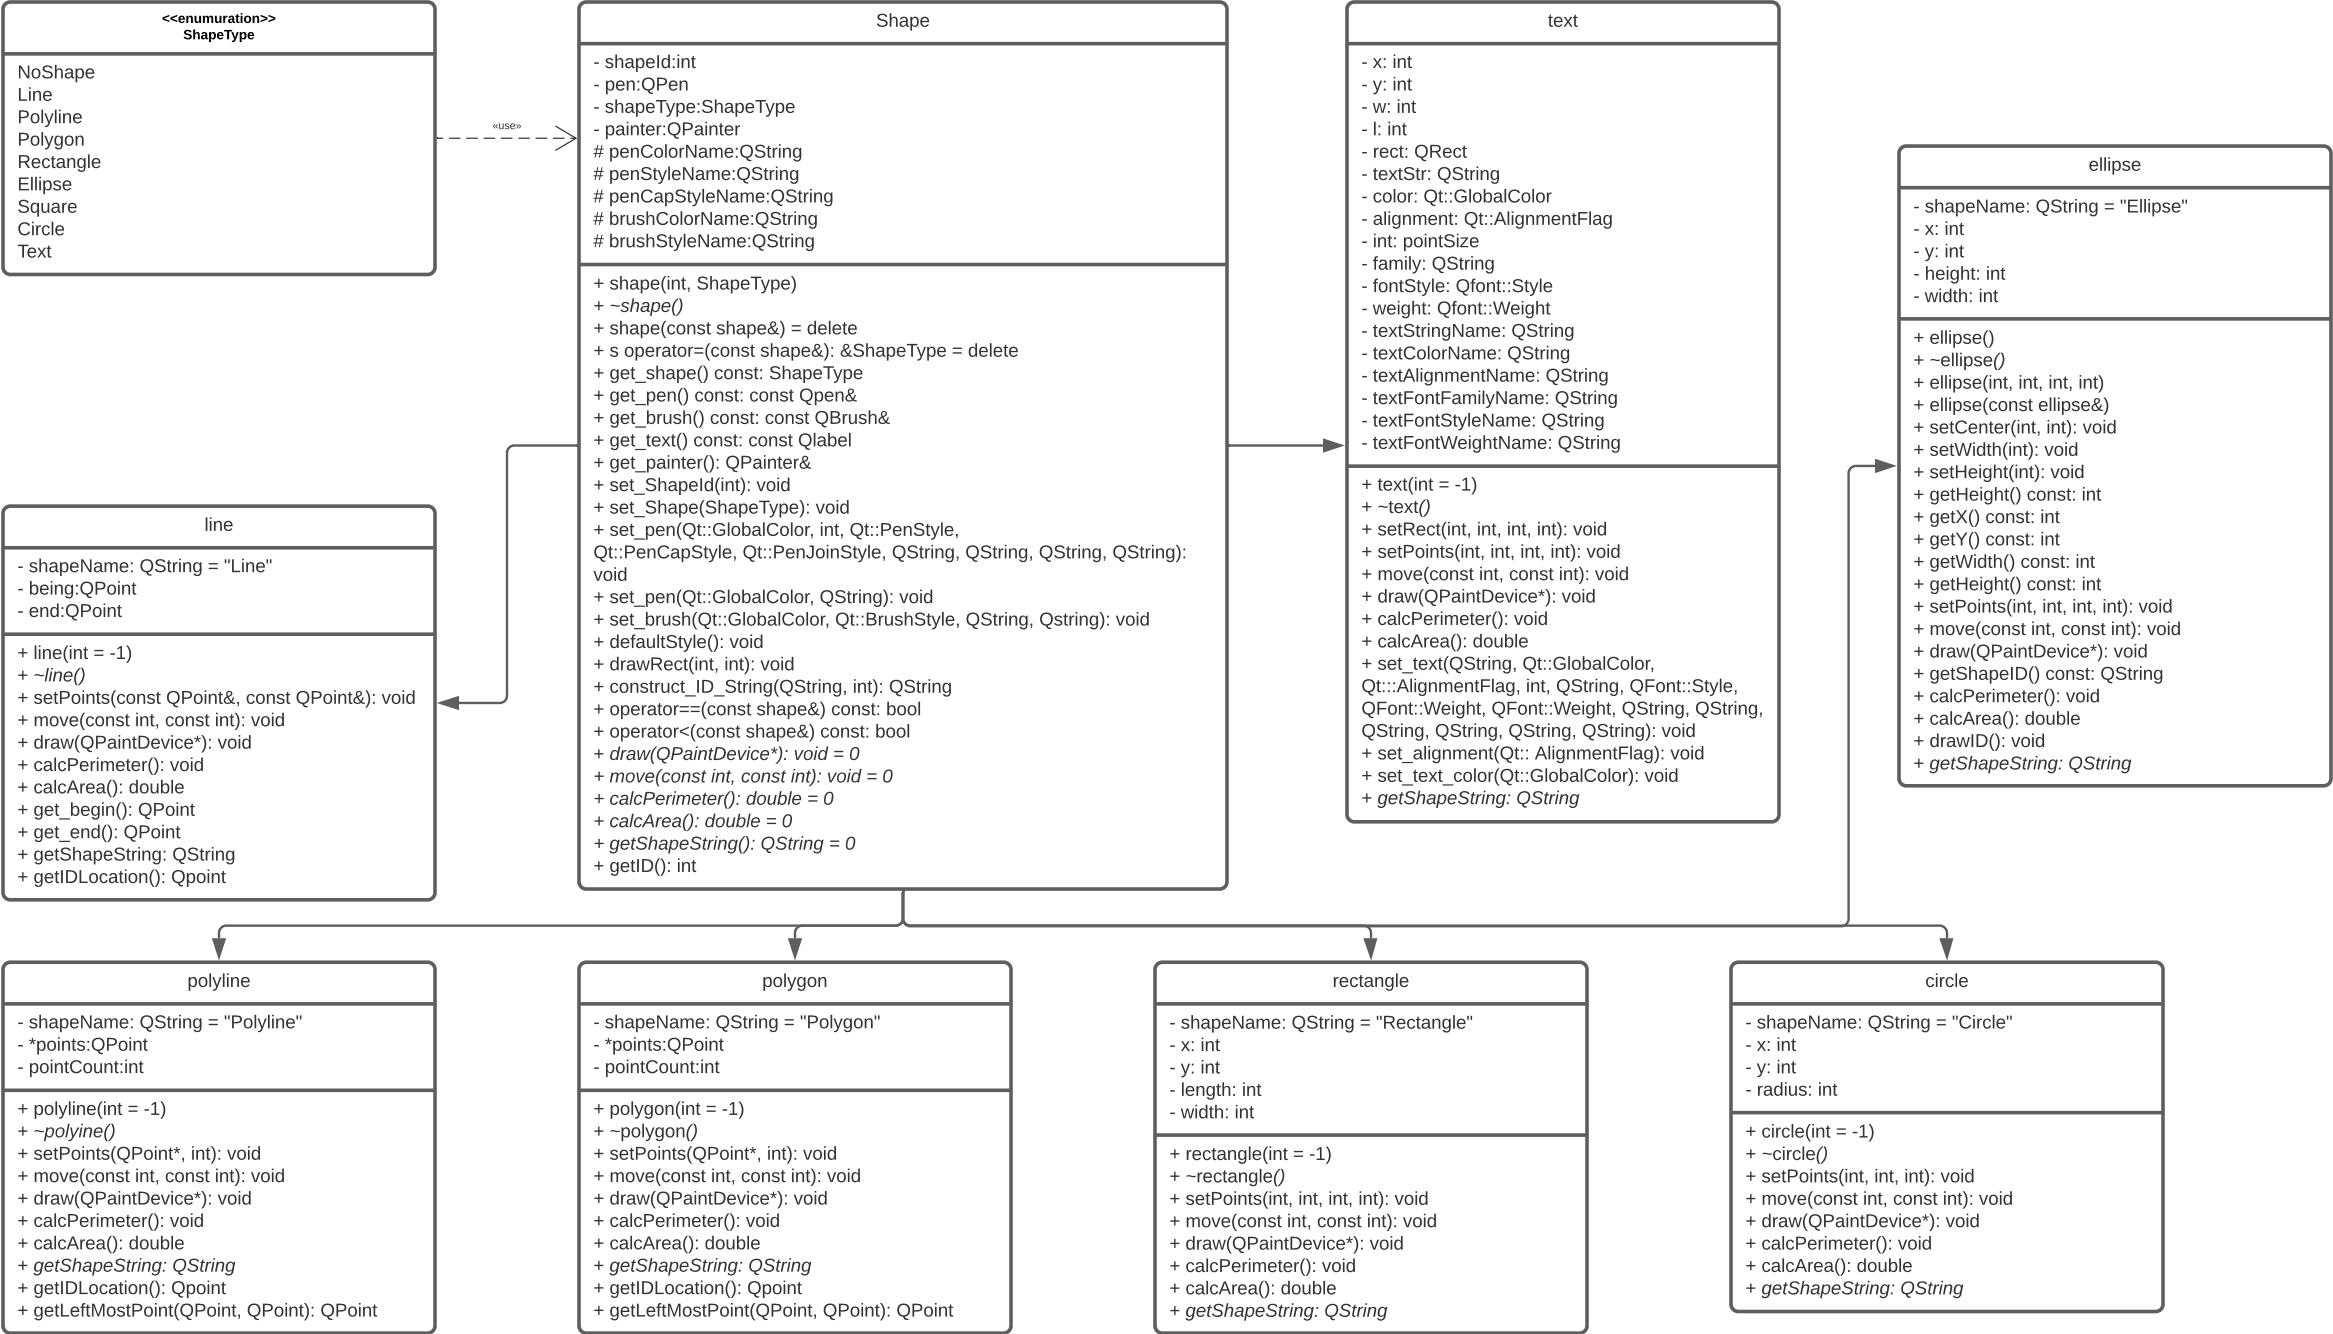 <<enumuration>>
ShapeType
NoShape
Line
Polyline
Polygon
Rectangle
Ellipse
Square
Circle
Text
«use»
Shape
- shapeId:int
- pen:QPen
- shapeType:ShapeType
- painter:QPainter
# penColorName:QString
# penStyleName:QString
# penCapStyleName:QString
# brushColorName:QString
# brushStyleName:QString
+ shape(int, ShapeType)
+ ~shape()
+ shape(const shape&) = delete
+ s operator=(const shape&): &ShapeType = delete
+ get_shape() const: ShapeType
+ get_pen() const: const Qpen&
+ get_brush() const: const QBrush&
+ get_text() const: const Qlabel
+ get_painter(): QPainter&
+ set_ShapeId(int): void
+ set_Shape(ShapeType): void
+ set_pen(Qt::GlobalColor, int, Qt::PenStyle,
Qt::PenCapStyle, Qt::PenJoinStyle, QString, QString, QString, QString):
void
+ set_pen(Qt::GlobalColor, QString): void
+ set_brush(Qt::GlobalColor, Qt::BrushStyle, QString, Qstring): void
+ defaultStyle(): void
+ drawRect(int, int): void
+ construct_ID_String(QString, int): QString
+ operator==(const shape&) const: bool
+ operator<(const shape&) const: bool
+ draw(QPaintDevice*): void = 0
+ move(const int, const int): void = 0
+ calcPerimeter(): double = 0
+ calcArea(): double = 0
+ getShapeString(): QString = 0
+ getID(): int
text
- x: int
- y: int
- w: int
- l: int
- rect: QRect
- textStr: QString
- color: Qt::GlobalColor
- alignment: Qt::AlignmentFlag
- int: pointSize
- family: QString
- fontStyle: Qfont::Style
- weight: Qfont::Weight
- textStringName: QString
- textColorName: QString
- textAlignmentName: QString
- textFontFamilyName: QString
- textFontStyleName: QString
- textFontWeightName: QString
+ text(int = -1)
+ ~text()
+ setRect(int, int, int, int): void
+ setPoints(int, int, int, int): void
+ move(const int, const int): void
+ draw(QPaintDevice*): void
+ calcPerimeter(): void
+ calcArea(): double
+ set_text(QString, Qt::GlobalColor,
Qt:::AlignmentFlag, int, QString, QFont::Style,
QFont::Weight, QFont::Weight, QString, QString,
QString, QString, QString, QString): void
+ set_alignment(Qt:: AlignmentFlag): void
+ set_text_color(Qt::GlobalColor): void
+ getShapeString: QString
ellipse
- shapeName: QString = "Ellipse"
- x: int
- y: int
- height: int
- width: int
+ ellipse()
+ ~ellipse()
+ ellipse(int, int, int, int)
+ ellipse(const ellipse&)
+ setCenter(int, int): void
+ setWidth(int): void
+ setHeight(int): void
+ getHeight() const: int
+ getX() const: int
+ getY() const: int
+ getWidth() const: int
+ getHeight() const: int
+ setPoints(int, int, int, int): void
+ move(const int, const int): void
+ draw(QPaintDevice*): void
+ getShapeID() const: QString
+ calcPerimeter(): void
+ calcArea(): double
+ drawID(): void
+ getShapeString: QString
line
- shapeName: QString = "Line"
- being:QPoint
- end:QPoint
+ line(int = -1)
+ ~line()
+ setPoints(const QPoint&, const QPoint&): void
+ move(const int, const int): void
+ draw(QPaintDevice*): void
+ calcPerimeter(): void
+ calcArea(): double
+ get_begin(): QPoint
+ get_end(): QPoint
+ getShapeString: QString
+ getIDLocation(): Qpoint
polyline
- shapeName: QString = "Polyline"
- *points:QPoint
- pointCount:int
+ polyline(int = -1)
+ ~polyine()
+ setPoints(QPoint*, int): void
+ move(const int, const int): void
+ draw(QPaintDevice*): void
+ calcPerimeter(): void
+ calcArea(): double
+ getShapeString: QString
+ getIDLocation(): Qpoint
+ getLeftMostPoint(QPoint, QPoint): QPoint
polygon
- shapeName: QString = "Polygon"
- *points:QPoint
- pointCount:int
+ polygon(int = -1)
+ ~polygon()
+ setPoints(QPoint*, int): void
+ move(const int, const int): void
+ draw(QPaintDevice*): void
+ calcPerimeter(): void
+ calcArea(): double
+ getShapeString: QString
+ getIDLocation(): Qpoint
+ getLeftMostPoint(QPoint, QPoint): QPoint
rectangle
- shapeName: QString = "Rectangle"
- x: int
- y: int
- length: int
- width: int
+ rectangle(int = -1)
+ ~rectangle()
+ setPoints(int, int, int, int): void
+ move(const int, const int): void
+ draw(QPaintDevice*): void
+ calcPerimeter(): void
+ calcArea(): double
+ getShapeString: QString
circle
- shapeName: QString = "Circle"
- x: int
- y: int
- radius: int
+ circle(int = -1)
+ ~circle()
+ setPoints(int, int, int): void
+ move(const int, const int): void
+ draw(QPaintDevice*): void
+ calcPerimeter(): void
+ calcArea(): double
+ getShapeString: QString